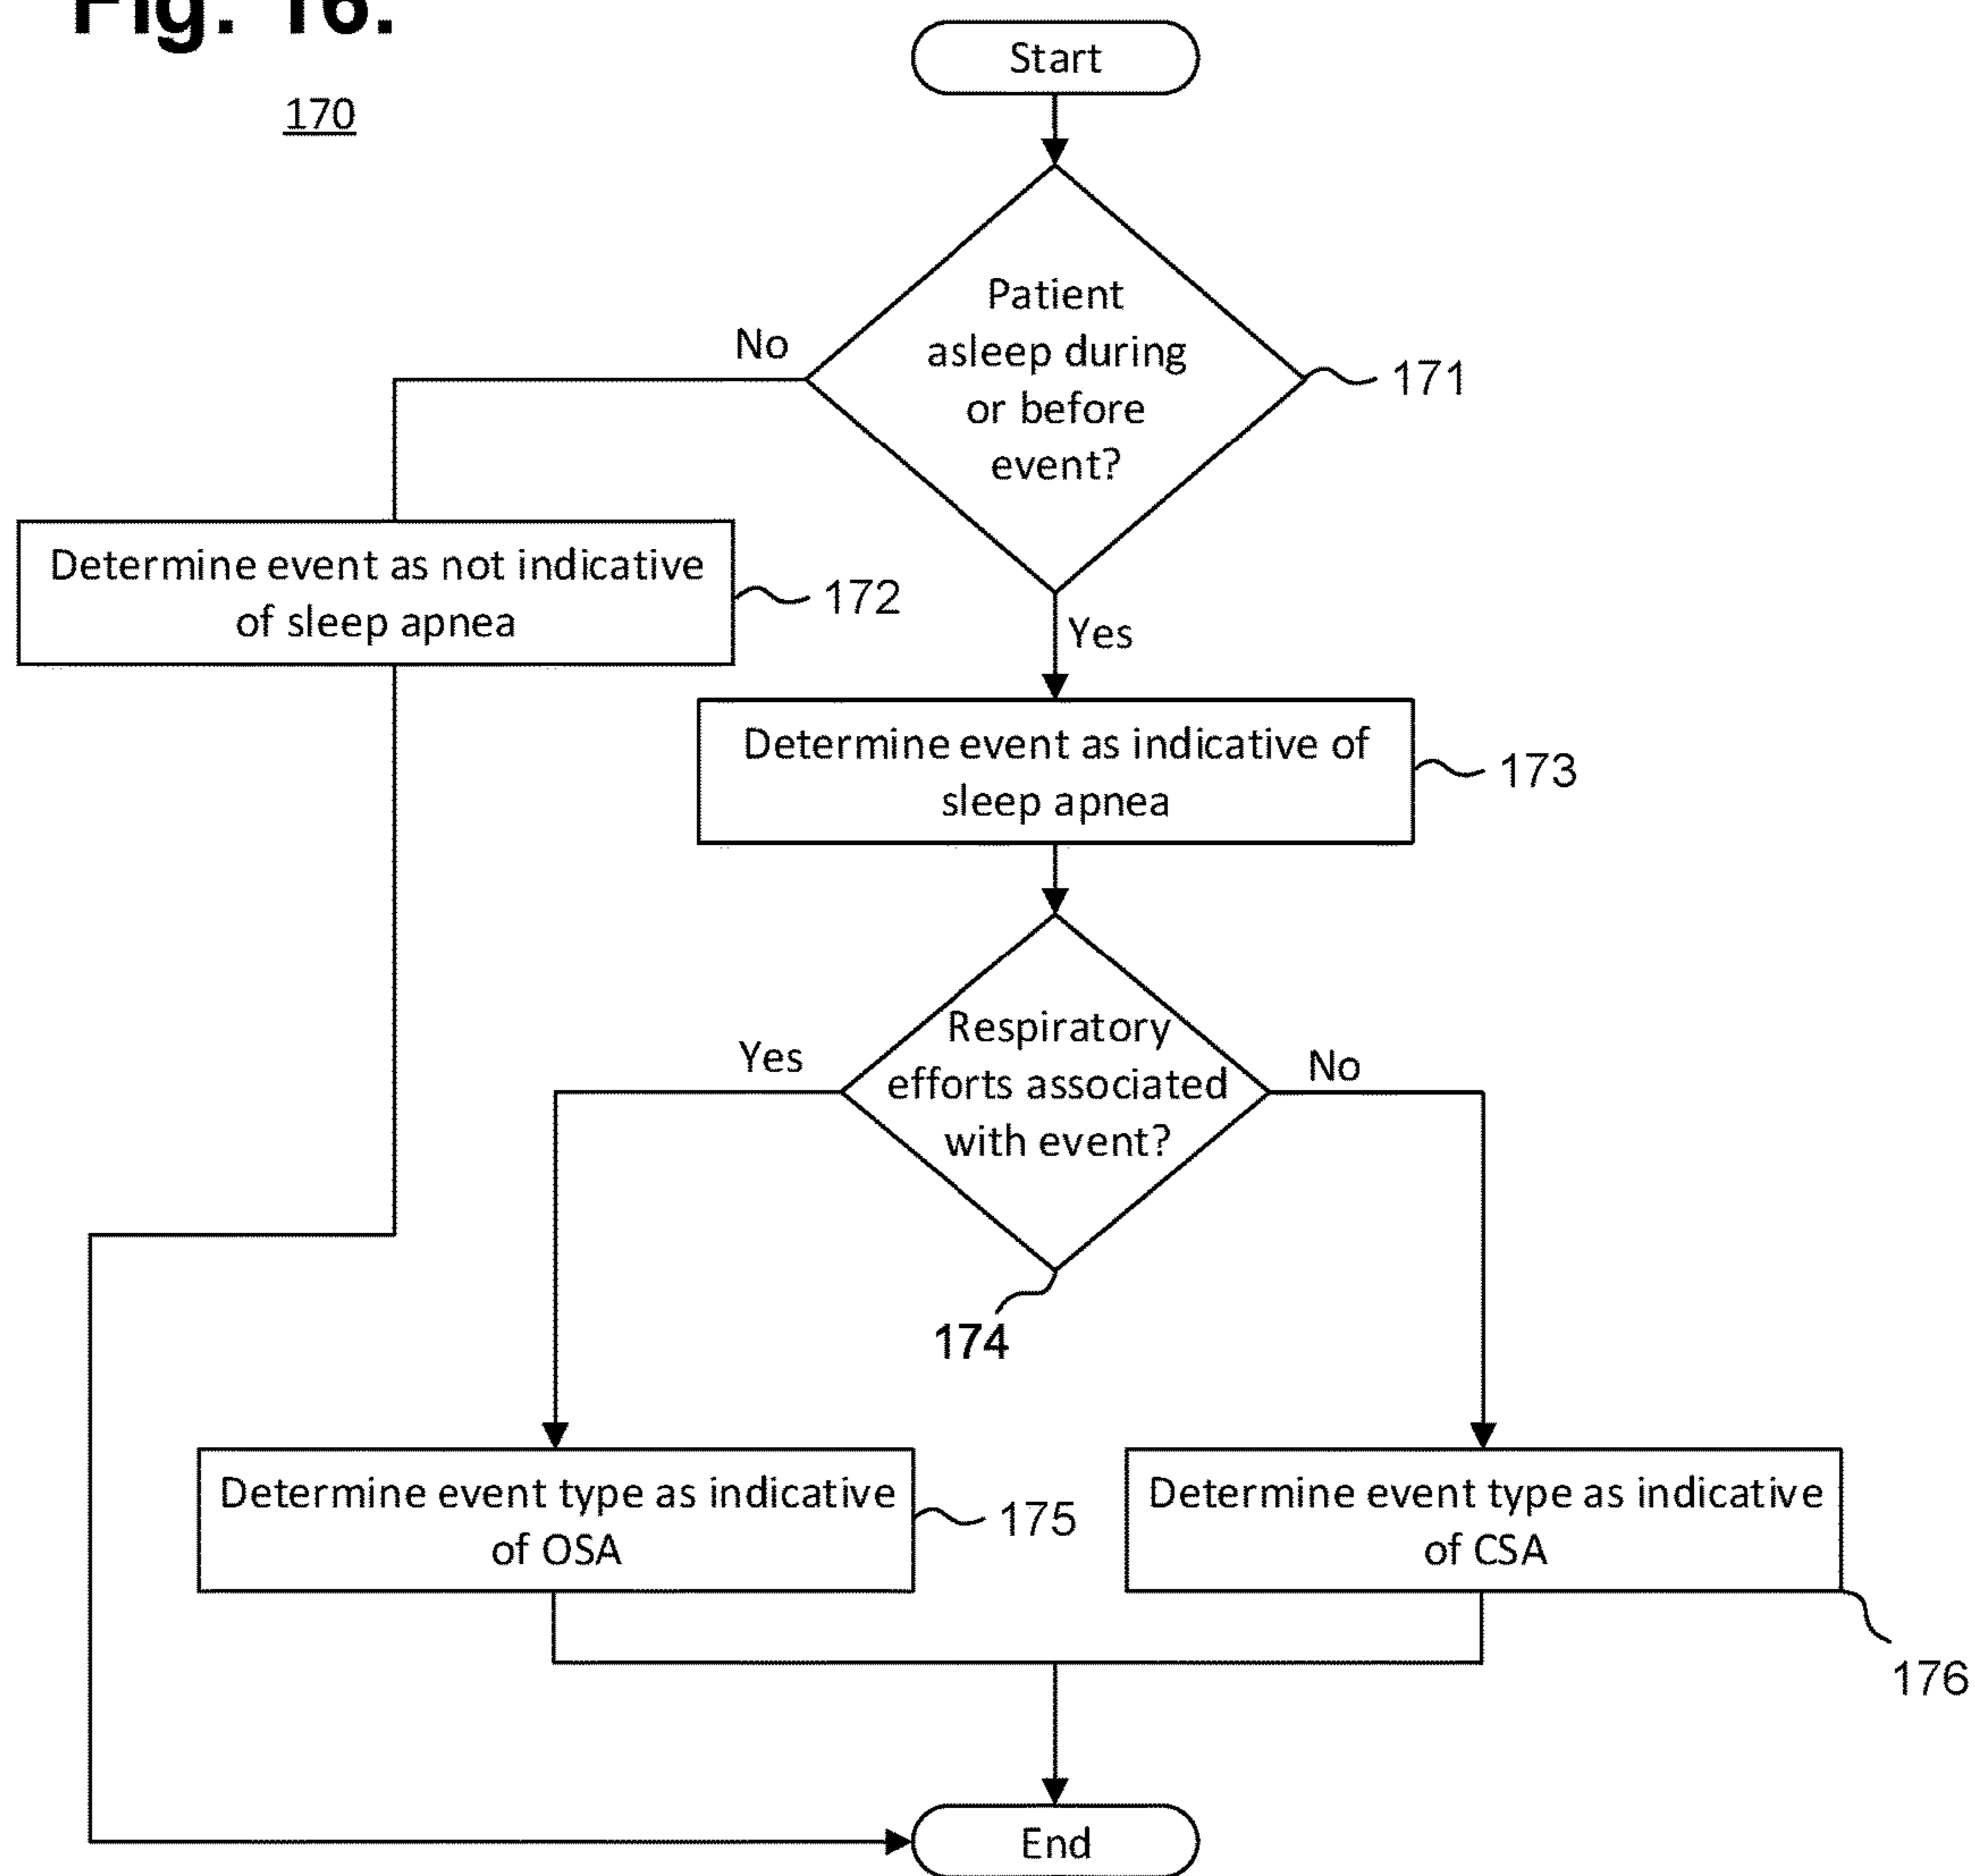 Fig. 16.
170
Start
Patient
asleep during
or before
event?
No
171
Determine event as not indicative
of sleep apnea
172
Yes
Determine event as indicative of
sleep apnea
173
Respiratory
efforts associated
with event?
Yes
No
174
Determine event type as indicative
of OSA
175
Determine event type as indicative
of CSA
176
End